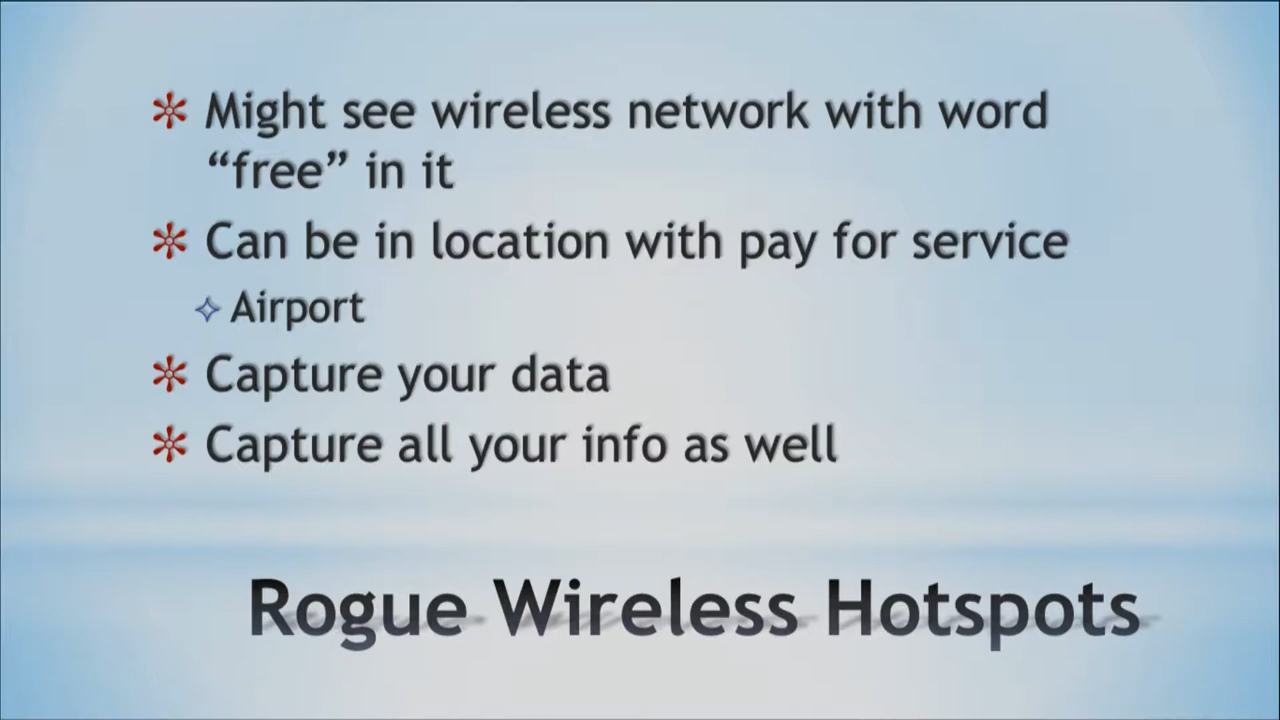 Might see wireless network with word
“free” in it
Can be in location with pay for service
Airport
Capture your data
Capture all your info as well
Rogue Wireless Hotspots